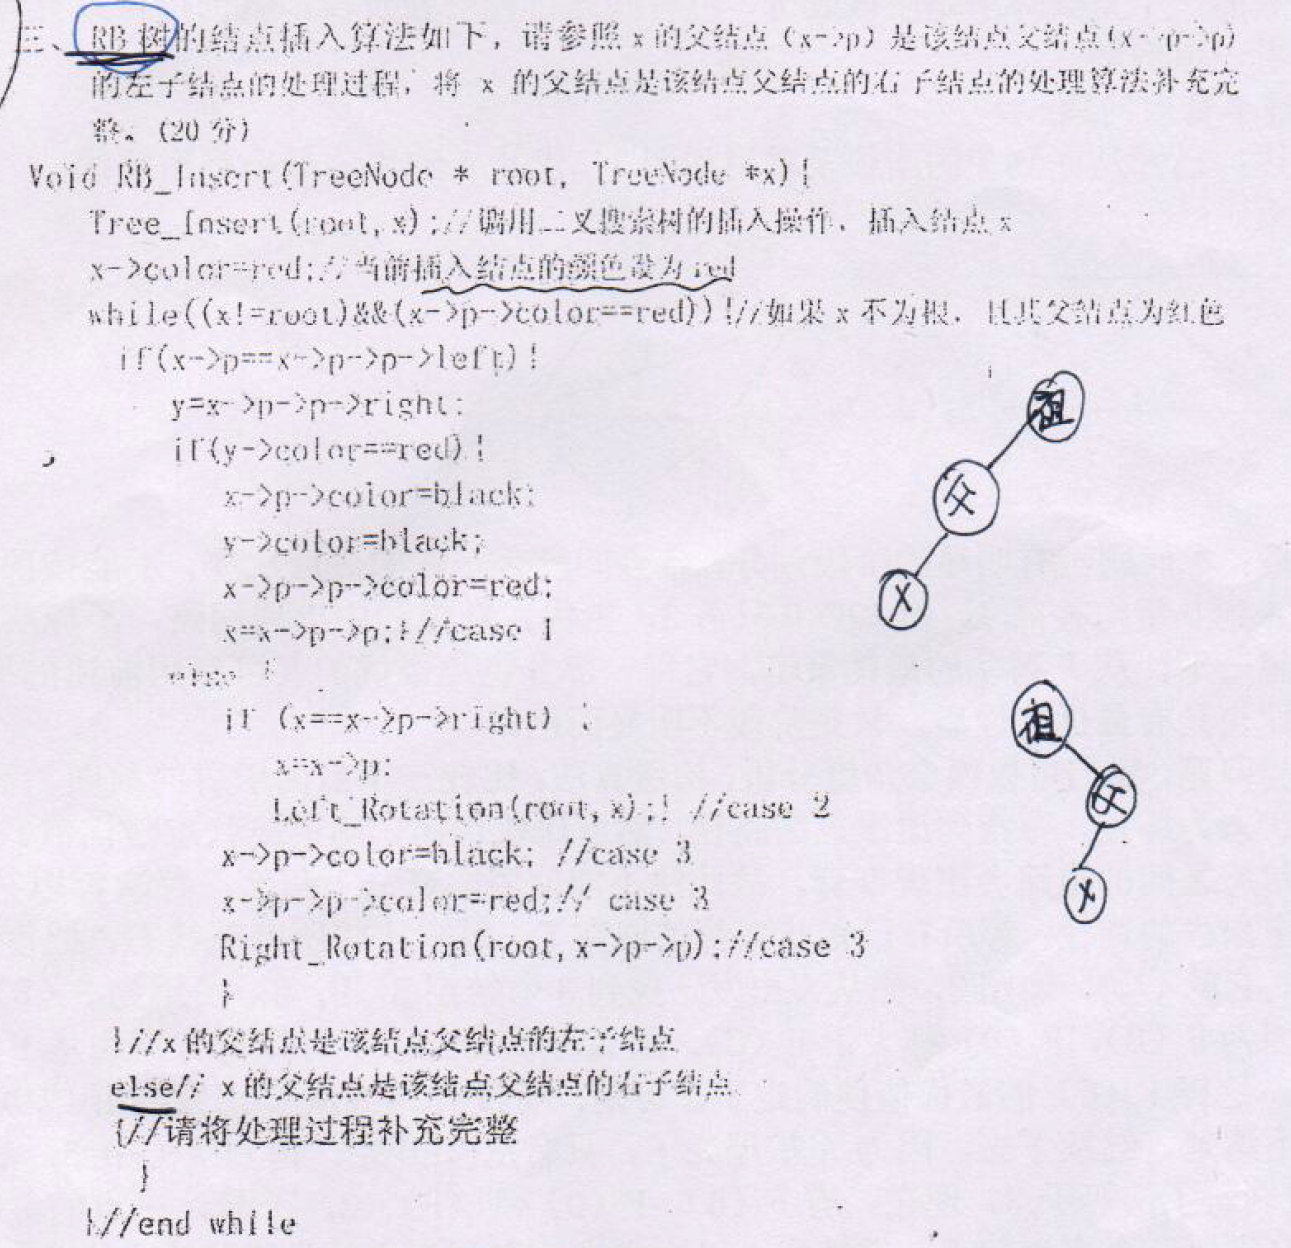 三、RB 树的结点插入算法如下，请参照 x 的父结点（x->p）是该结点父结点(x->p->p)
的左子结点的处理过程，将 x 的父结点是该结点父结点的右子结点的处理算法补充完
整。(20 分)
Void RB_Insert(TreeNode * root, TreeNode *x){
Tree_Insert(root,x);//调用二叉搜索树的插入操作，插入结点 x
x->color=red;//当前插入结点的颜色设为 red
while((x!=root)&&(x->p->color==red)){//如果 x 不为根，且其父结点为红色
if(x->p==x->p->p->left){
y=x->p->p->right;
if(y->color==red){
x->p->color=black;
y->color=black;
x->p->p->color=red;
x=x->p->p;}//case 1
else {
if (x==x->p->right) {
x=x->p;
Left_Rotation(root,x);} //case 2
x->p->color=black; //case 3
x->p->p->color=red;// case 3
Right_Rotation(root,x->p->p);//case 3
}
}//x 的父结点是该结点父结点的左子结点
else// x 的父结点是该结点父结点的右子结点
{//请将处理过程补充完整
}
}//end while
祖
父
X
祖
父
X